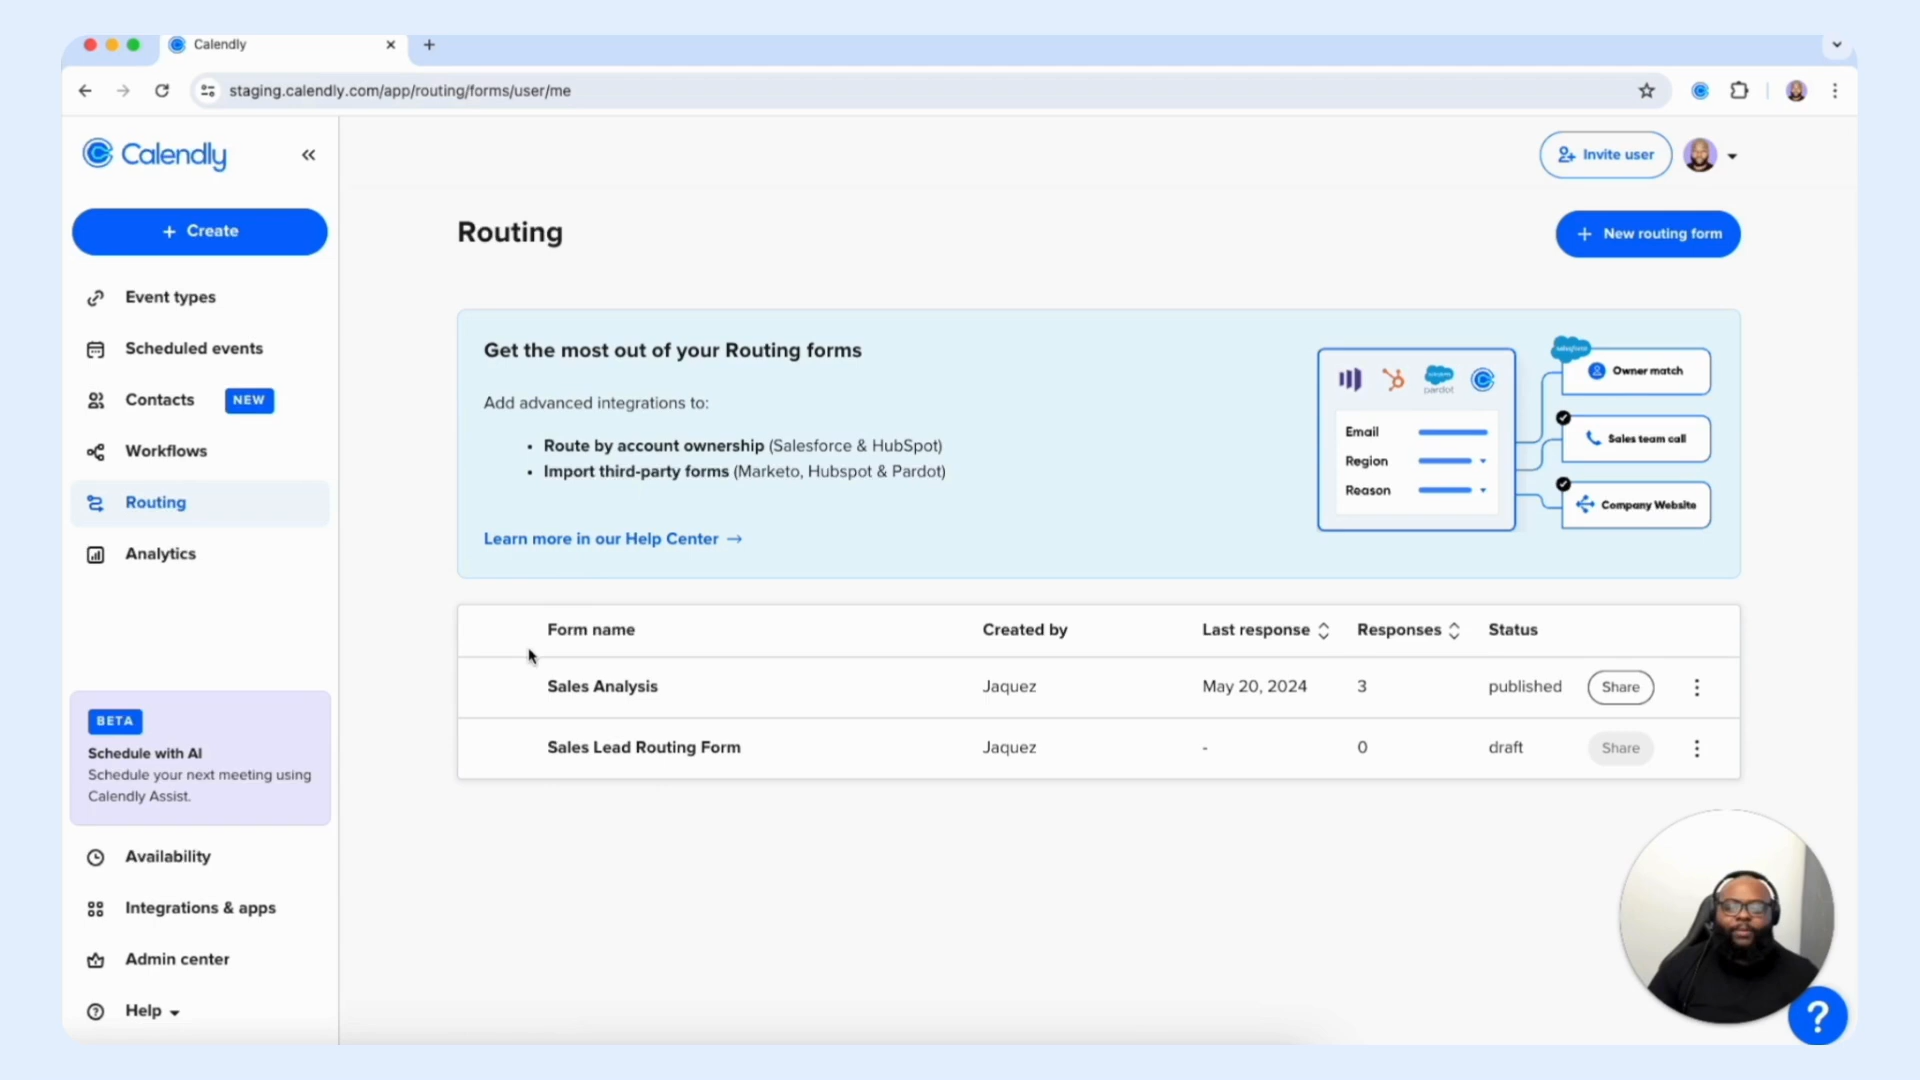 Calendly
staging.calendly.com/app/routing/forms/user/me
Calendly
Invite user
+ Create
Routing
+ New routing form
Event types
Scheduled events
Contacts NEW
Workflows
Routing
Analytics
Get the most out of your Routing forms
Add advanced integrations to:
• Route by account ownership (Salesforce & HubSpot)
• Import third-party forms (Marketo, Hubspot & Pardot)
Learn more in our Help Center →
salesforce
pardot
Email
Region
Reason
Owner match
Sales team call
Company Website
Form name Created by Last response Responses Status
Sales Analysis Jaquez May 20, 2024 3 published Share
Sales Lead Routing Form Jaquez - 0 draft Share
BETA
Schedule with AI
Schedule your next meeting using
Calendly Assist.
Availability
Integrations & apps
Admin center
Help
?